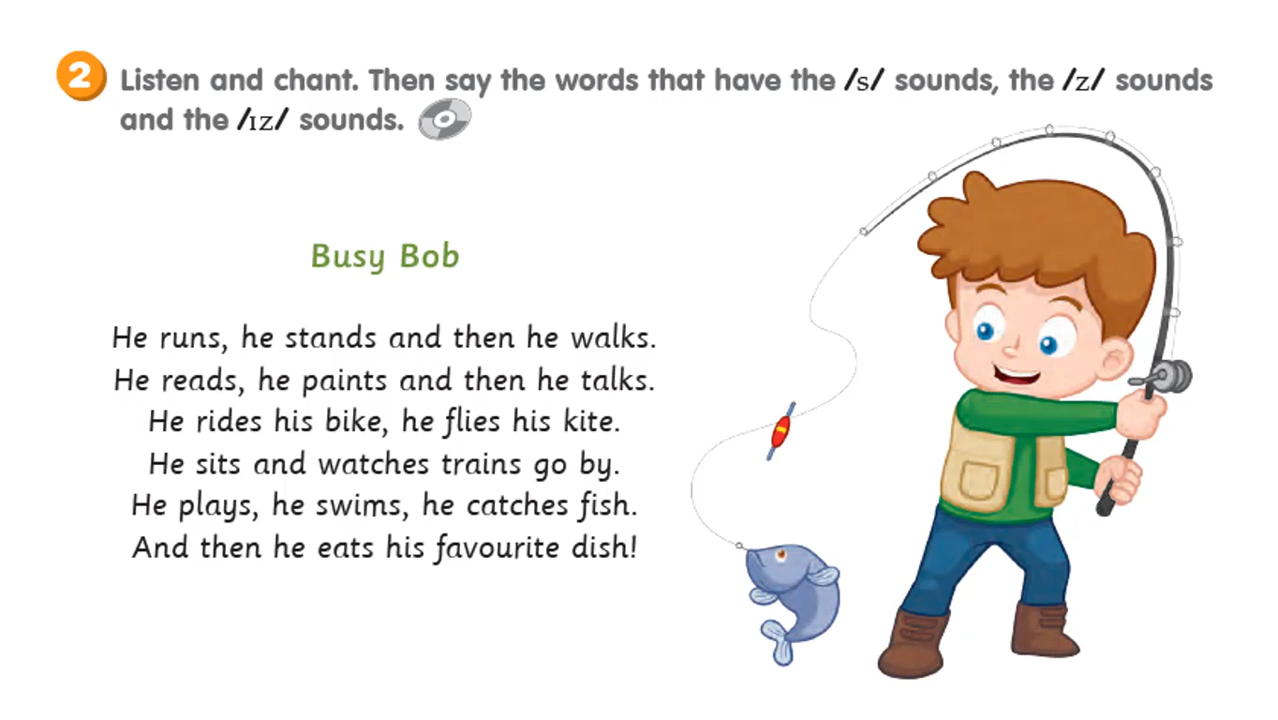 2 Listen and chant. Then say the words that have the /s/ sounds, the /z/ sounds
and the /ɪz/ sounds.
Busy Bob
He runs, he stands and then he walks.
He reads, he paints and then he talks.
He rides his bike, he flies his kite.
He sits and watches trains go by.
He plays, he swims, he catches fish.
And then he eats his favourite dish!